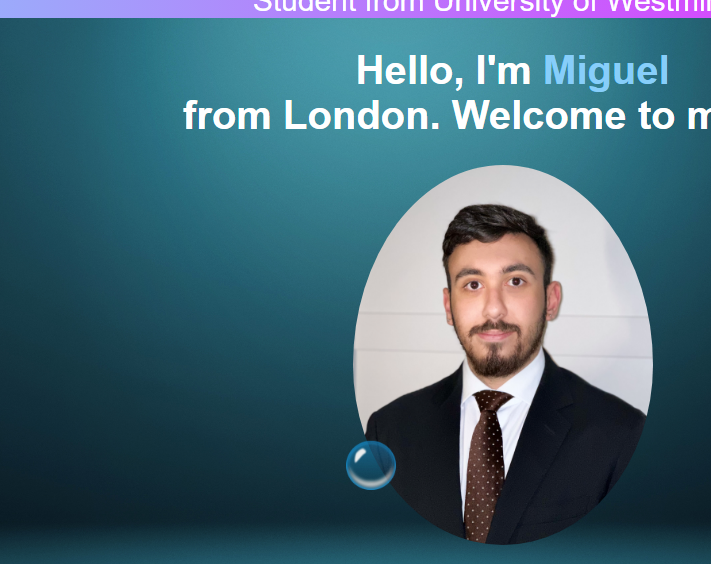 Student from University of
Hello, I'm Miguel
from London. Welcome to